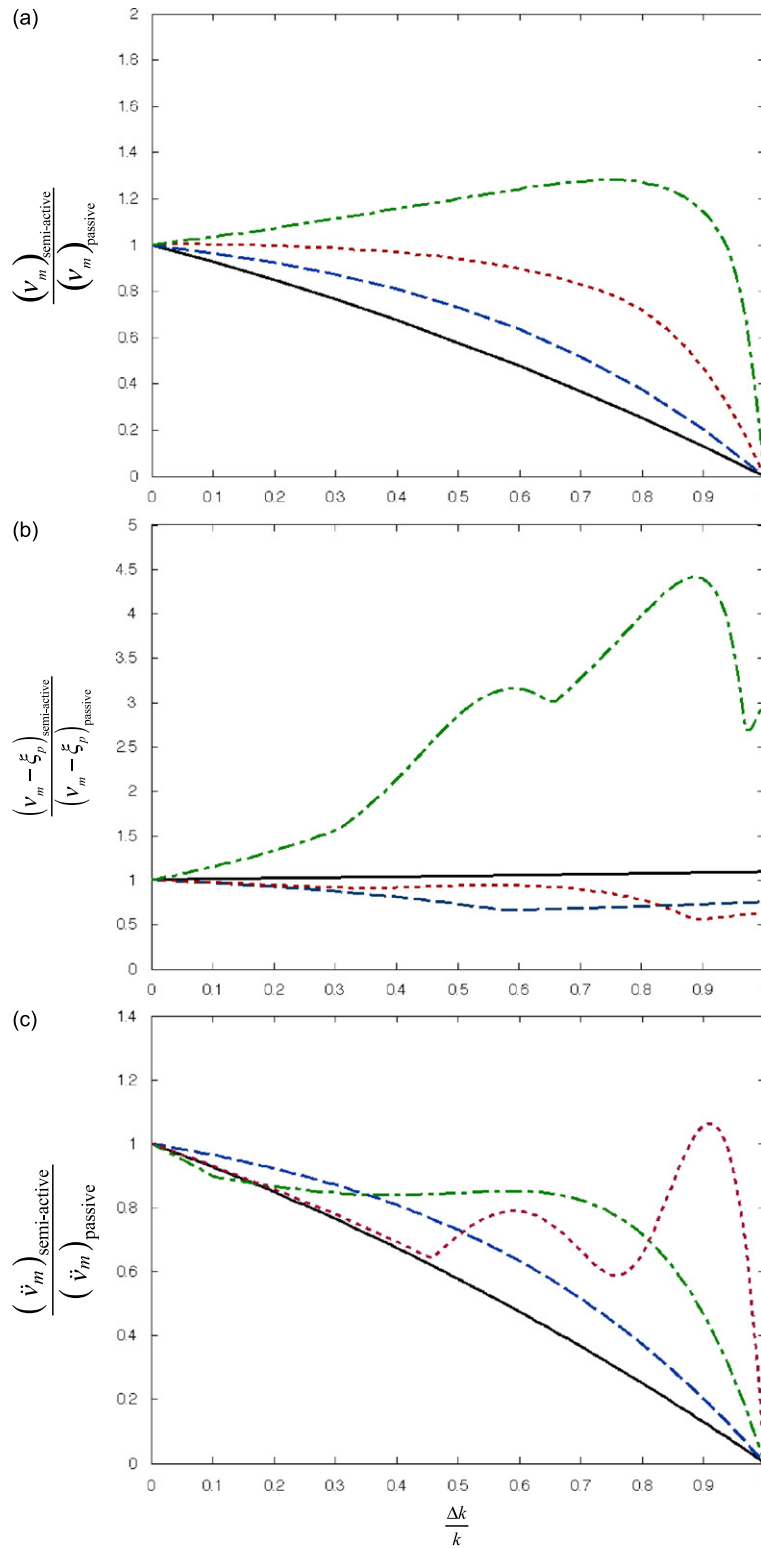 (a)
2
1.8
1.6
1.4
1.2
1
0.8
0.6
0.4
0.2
0
(ν_m)_semi-active
(ν_m)_passive
0 0.1 0.2 0.3 0.4 0.5 0.6 0.7 0.8 0.9
(b)
5
4.5
4
3.5
3
2.5
2
1.5
1
0.5
0
(ν_m − ξ_p)_semi-active
(ν_m − ξ_p)_passive
0 0.1 0.2 0.3 0.4 0.5 0.6 0.7 0.8 0.9
(c)
1.4
1.2
1
0.8
0.6
0.4
0.2
0
(ν̈_m)_semi-active
(ν̈_m)_passive
0 0.1 0.2 0.3 0.4 0.5 0.6 0.7 0.8 0.9
Δk
k